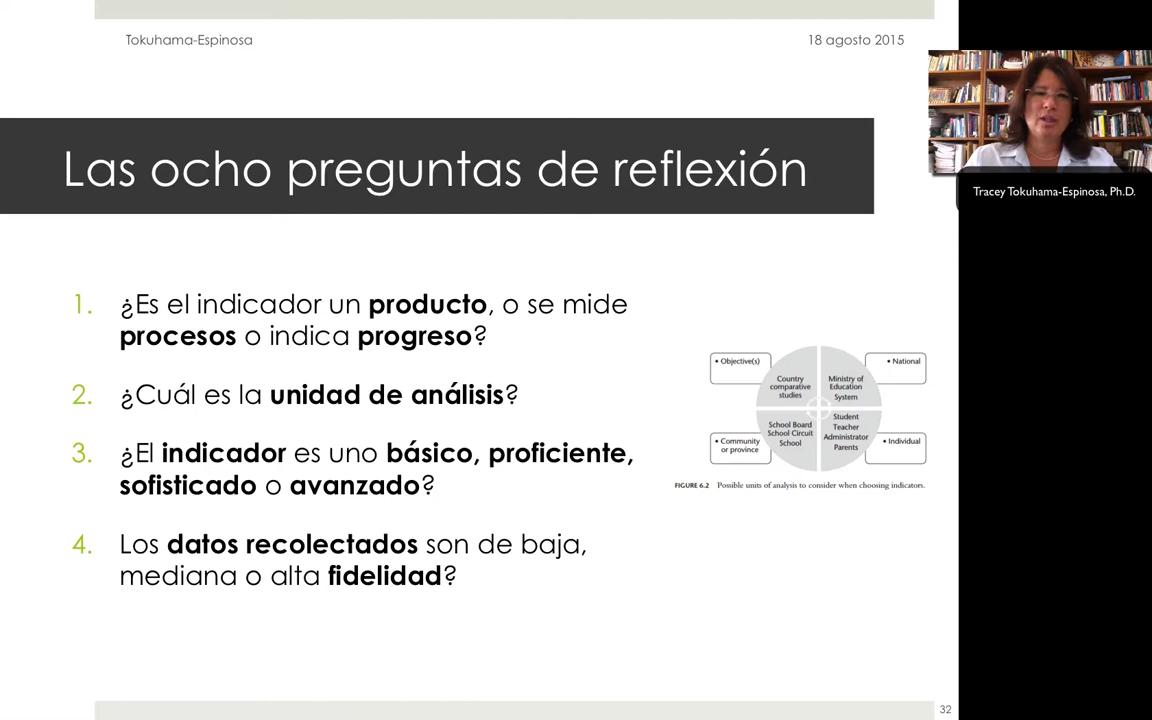 Tokuhama-Espinosa
18 agosto 2015
Tracey Tokuhama-Espinosa, Ph.D.
Las ocho preguntas de reflexión
1. ¿Es el indicador un producto, o se mide
procesos o indica progreso?
2. ¿Cuál es la unidad de análisis?
3. ¿El indicador es uno básico, proficiente,
sofisticado o avanzado?
4. Los datos recolectados son de baja,
mediana o alta fidelidad?
• Objective(s)
• National
Country
comparative
studies
Ministry of
Education
System
School Board
School Circuit
School
Student
Teacher
Administrator
Parents
• Community
or province
• Individual
FIGURE 6.2 Possible units of analysis to consider when choosing indicators.
32